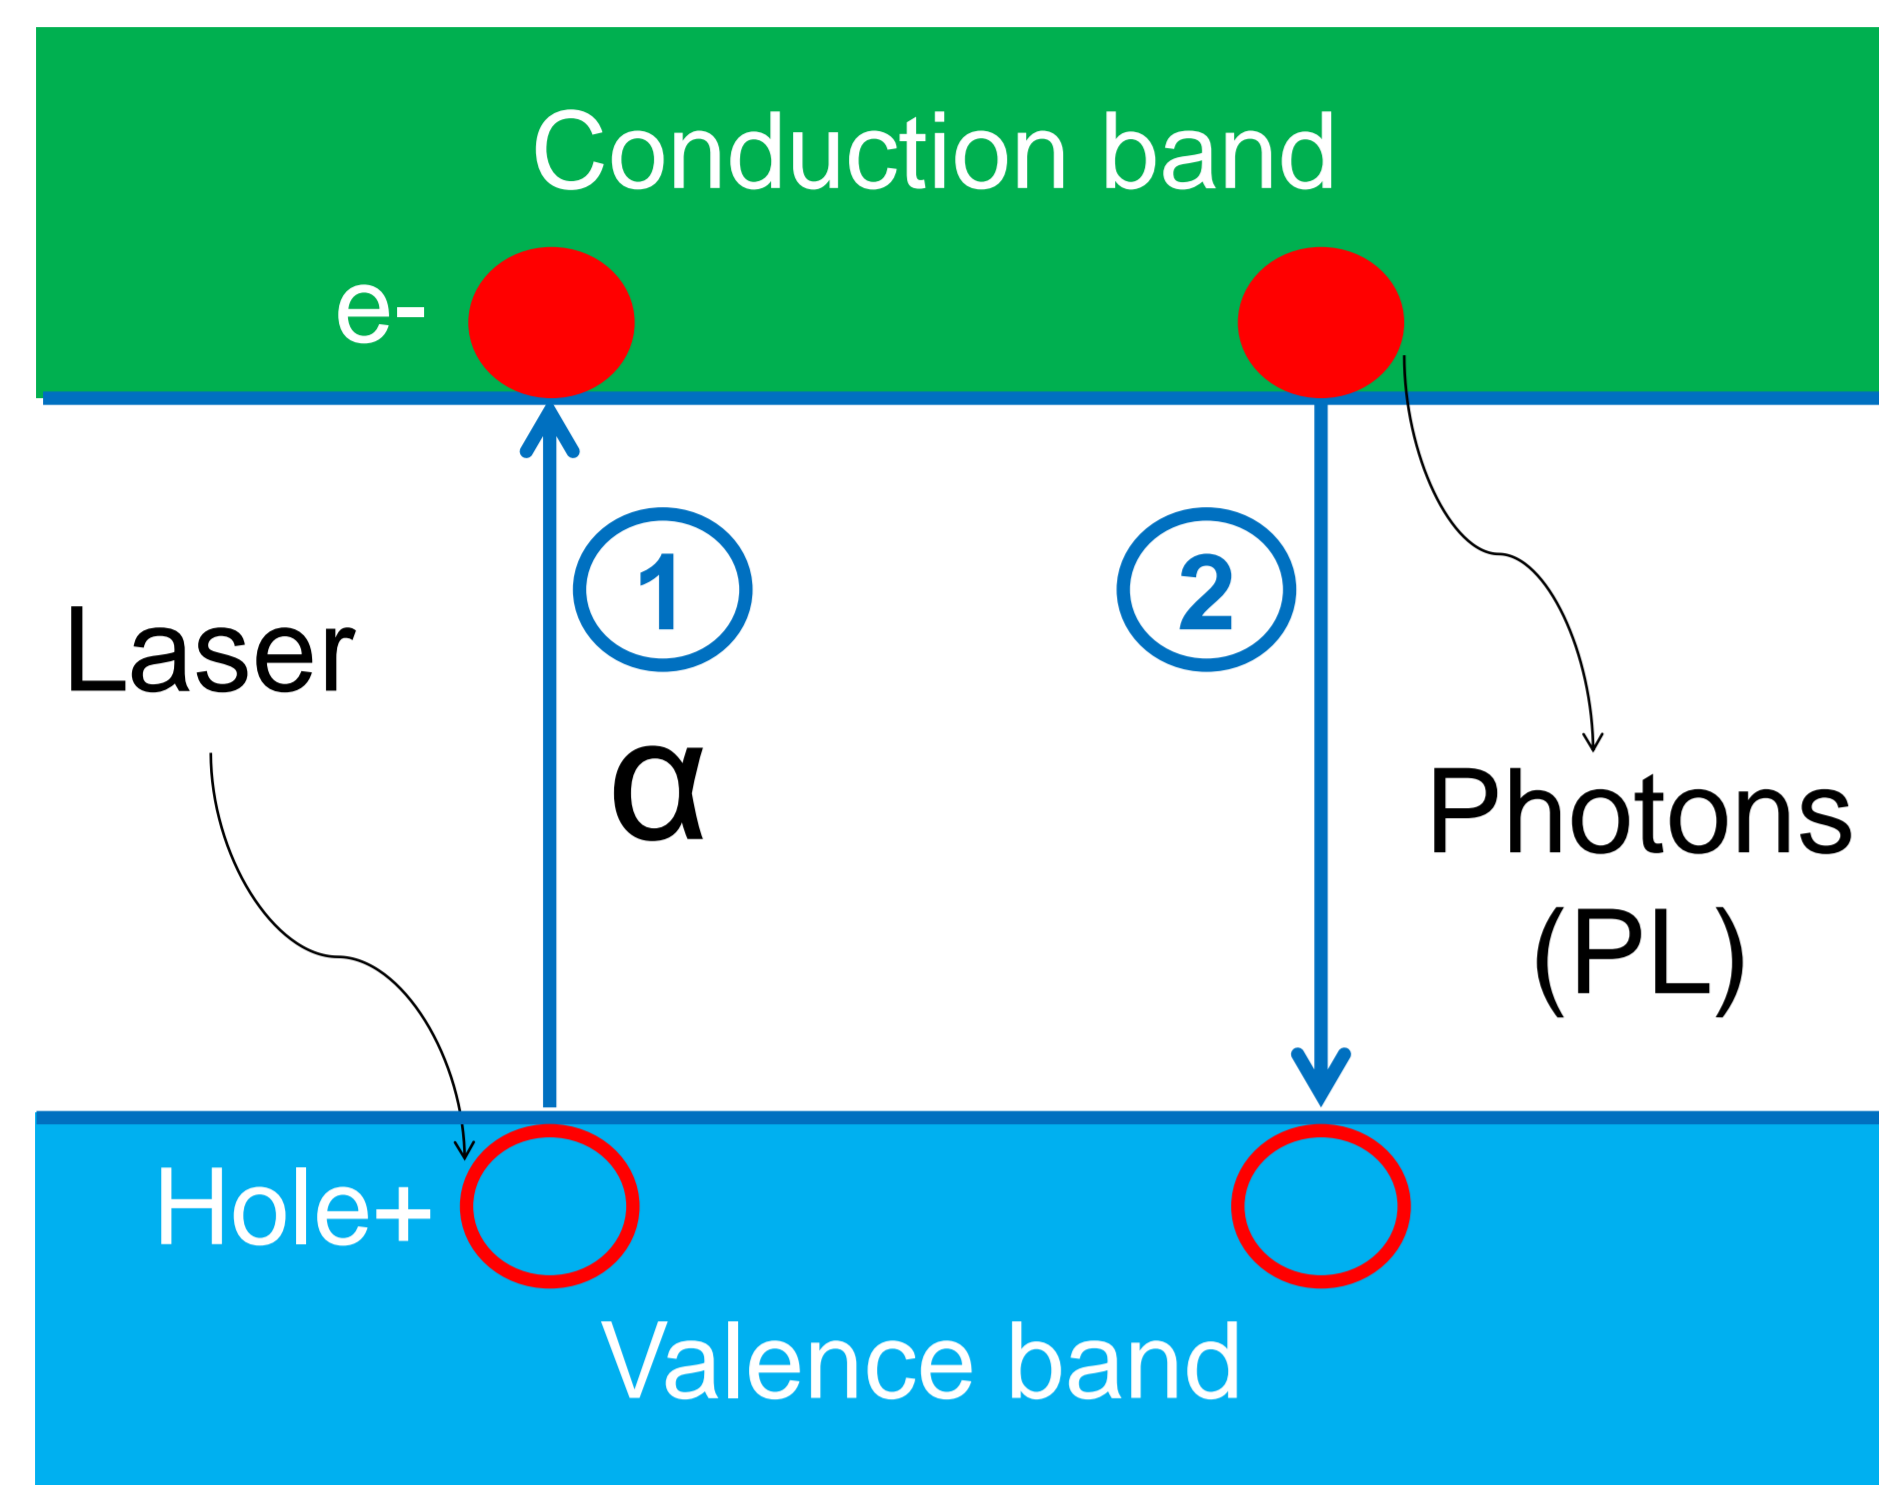 Conduction band
e-
1
2
Laser
α
Photons
(PL)
Hole+
Valence band